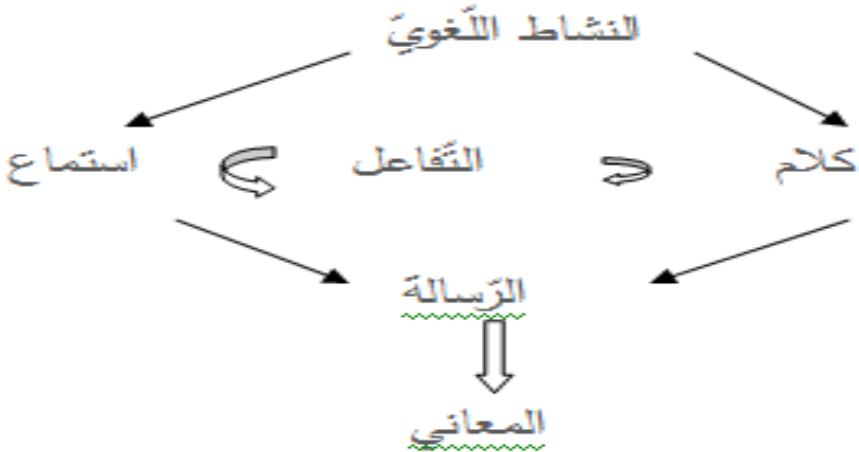 النشاط اللّغويّ
كلام
التّفاعل
استماع
الرّسالة
المعاني